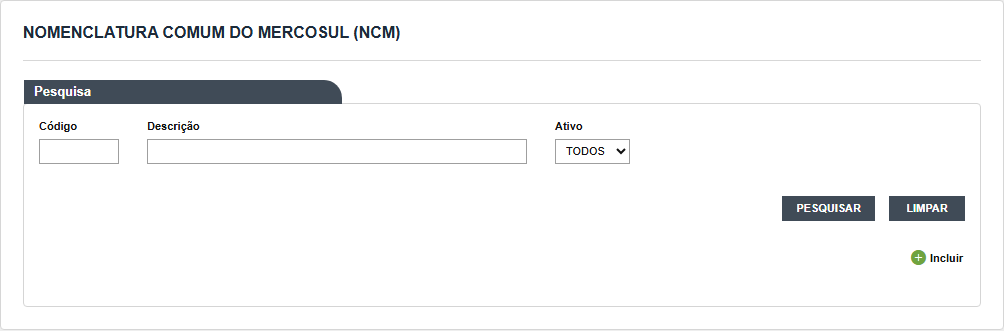 NOMENCLATURA COMUM DO MERCOSUL (NCM)
Pesquisa
Código Descrição Ativo
TODOS
PESQUISAR LIMPAR
Incluir